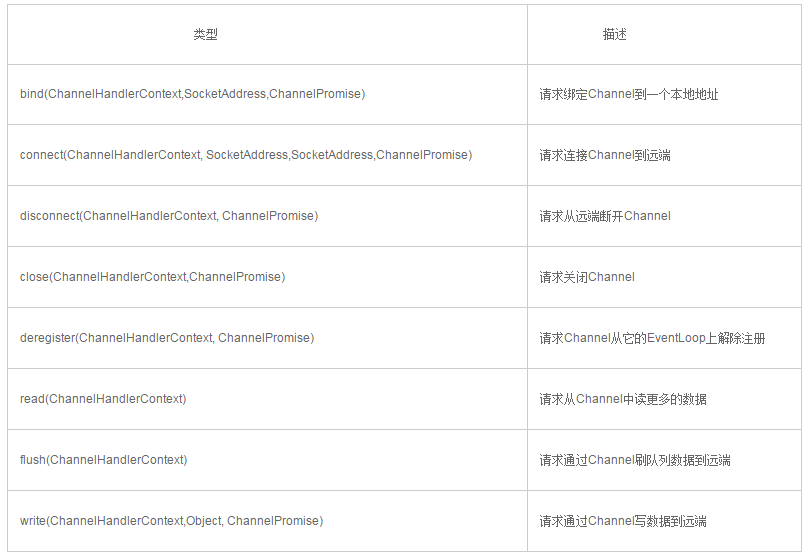 类型 描述
bind(ChannelHandlerContext,SocketAddress,ChannelPromise) 请求绑定Channel到一个本地地址
connect(ChannelHandlerContext, SocketAddress,SocketAddress,ChannelPromise) 请求连接Channel到远端
disconnect(ChannelHandlerContext, ChannelPromise) 请求从远端断开Channel
close(ChannelHandlerContext,ChannelPromise) 请求关闭Channel
deregister(ChannelHandlerContext, ChannelPromise) 请求Channel从它的EventLoop上解除注册
read(ChannelHandlerContext) 请求从Channel中读更多的数据
flush(ChannelHandlerContext) 请求通过Channel刷队列数据到远端
write(ChannelHandlerContext,Object, ChannelPromise) 请求通过Channel写数据到远端